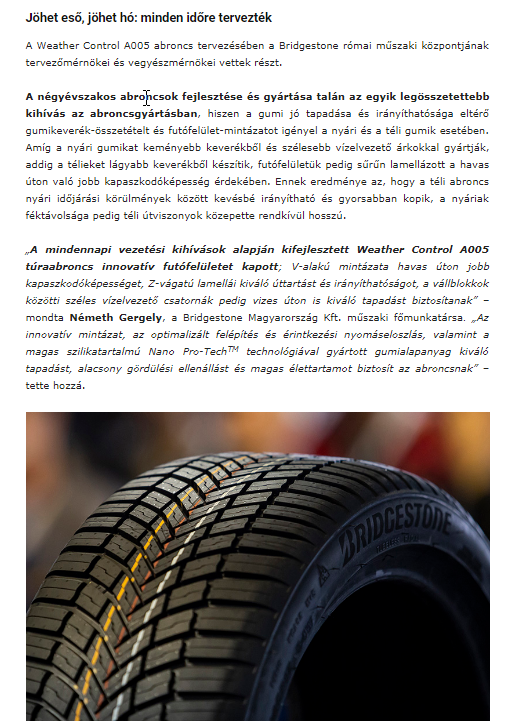 Jöhet eső, jöhet hó: minden időre tervezték
A Weather Control A005 abroncs tervezésében a Bridgestone római műszaki központjának
tervezőmérnökei és vegyészmérnökei vettek részt.
A négyévszakos abroncsok fejlesztése és gyártása talán az egyik legösszetettebb
kihívás az abroncsgyártásban, hiszen a gumi jó tapadása és irányíthatósága eltérő
gumikeverék-összetételt és futófelület-mintázatot igényel a nyári és a téli gumik esetében.
Amíg a nyári gumikat keményebb keverékből és szélesebb vízelvezető árkokkal gyártják,
addig a télieket lágyabb keverékből készítik, futófelületük pedig sűrűn lamellázott a havas
úton való jobb kapaszkodóképesség érdekében. Ennek eredménye az, hogy a téli abroncs
nyári időjárási körülmények között kevésbé irányítható és gyorsabban kopik, a nyáriak
féktávolsága pedig téli útviszonyok közepette rendkívül hosszú.
„A mindennapi vezetési kihívások alapján kifejlesztett Weather Control A005
túraabroncs innovatív futófelületet kapott; V-alakú mintázata havas úton jobb
kapaszkodóképességet, Z-vágatú lamellái kiváló úttartást és irányíthatóságot, a vállblokkok
közötti széles vízelvezető csatornák pedig vizes úton is kiváló tapadást biztosítanak” –
mondta Németh Gergely, a Bridgestone Magyarország Kft. műszaki főmunkatársa. „Az
innovatív mintázat, az optimalizált felépítés és érintkezési nyomáseloszlás, valamint a
magas szilikatartalmú Nano Pro-Tech™ technológiával gyártott gumialapanyag kiváló
tapadást, alacsony gördülési ellenállást és magas élettartamot biztosít az abroncsnak” –
tette hozzá.
BRIDGESTONE